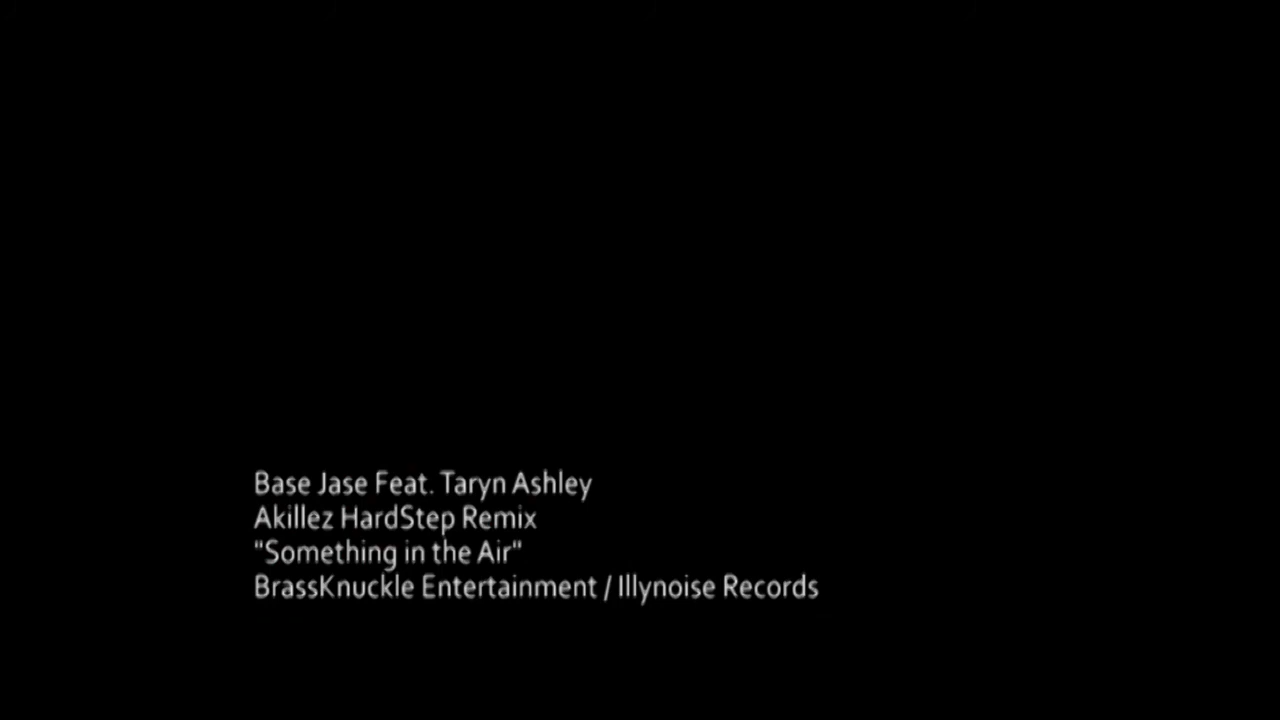 Base Jase Feat. Taryn Ashley
Akillez HardStep Remix
"Something in the Air"
BrassKnuckle Entertainment / Illynoise Records